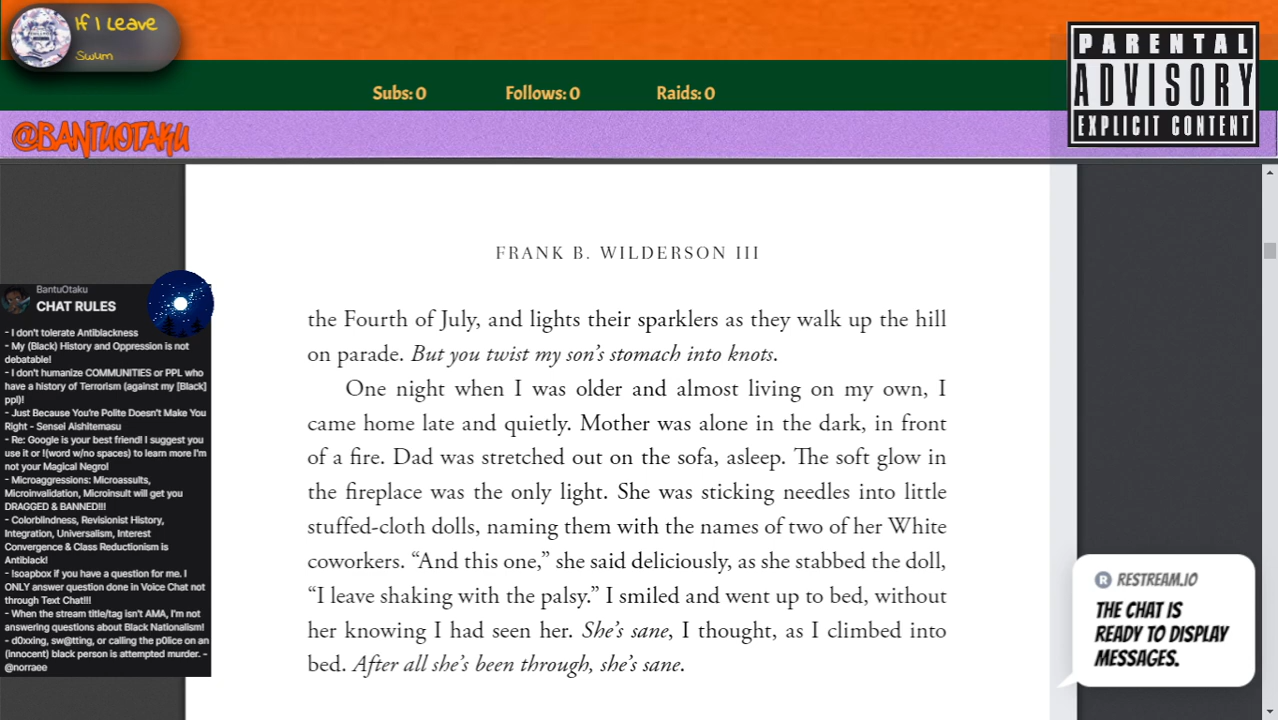 If I Leave
Swum
PARENTAL
ADVISORY
EXPLICIT CONTENT
Subs: 0
Follows: 0
Raids: 0
@BANTUOTAKU
FRANK B. WILDERSON III
the Fourth of July, and lights their sparklers as they walk up the hill
on parade. But you twist my son's stomach into knots.
One night when I was older and almost living on my own, I
came home late and quietly. Mother was alone in the dark, in front
of a fire. Dad was stretched out on the sofa, asleep. The soft glow in
the fireplace was the only light. She was sticking needles into little
stuffed-cloth dolls, naming them with the names of two of her White
coworkers. “And this one,” she said deliciously, as she stabbed the doll,
“I leave shaking with the palsy.” I smiled and went up to bed, without
her knowing I had seen her. She's sane, I thought, as I climbed into
bed. After all she's been through, she's sane.
BantuOtaku
CHAT RULES
- I don't tolerate Antiblackness
- My (Black) History and Oppression is not
debatable!
- I don't humanize COMMUNITIES or PPL who
have a history of Terrorism (against my [Black]
ppl)!
- Just Because You're Polite Doesn't Make You
Right - Sensei Aishitemasu
- Re: Google is your best friend! I suggest you
use it or !(word w/no spaces) to learn more I'm
not your Magical Negro!
- Microaggressions: Microassults,
Microinvalidation, Microinsult will get you
DRAGGED & BANNED!!!
- Colorblindness, Revisionist History,
Integration, Universalism, Interest
Convergence & Class Reductionism is
Antiblack!
- !soapbox if you have a question for me. I
ONLY answer question done in Voice Chat not
through Text Chat!!!
- When the stream title/tag isn't AMA, I'm not
answering questions about Black Nationalism!
- d0xxing, sw@tting, or calling the p0lice on an
(innocent) black person is attempted murder. -
@norraee
RESTREAM.IO
THE CHAT IS
READY TO DISPLAY
MESSAGES.